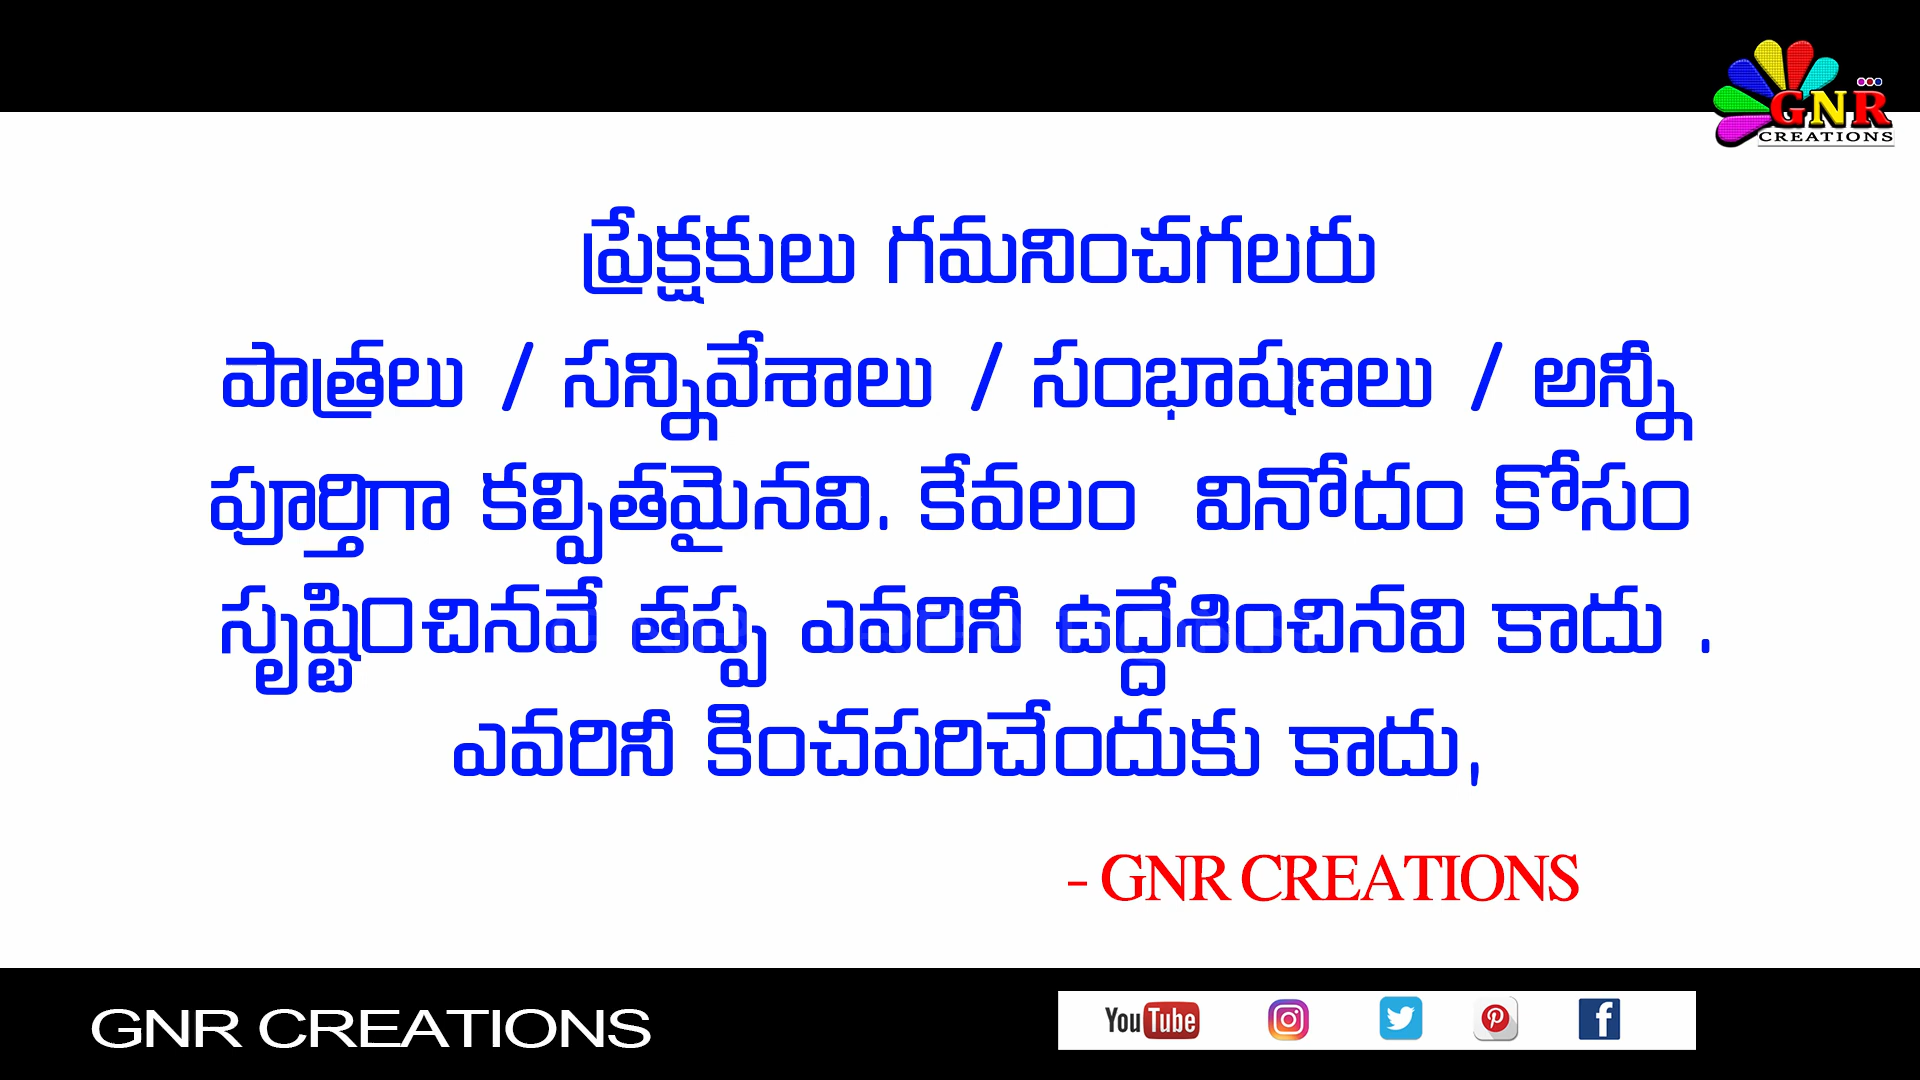 GNR
CREATIONS
ప్రేక్షకులు గమనించగలరు
పాత్రలు / సన్నివేశాలు / సంభాషణలు / అన్నీ
పూర్తిగా కల్పితమైనవి. కేవలం వినోదం కోసం
సృష్టించినవే తప్ప ఎవరినీ ఉద్దేశించినవి కాదు .
ఎవరినీ కించపరిచేందుకు కాదు,
- GNR CREATIONS
GNR CREATIONS
YouTube